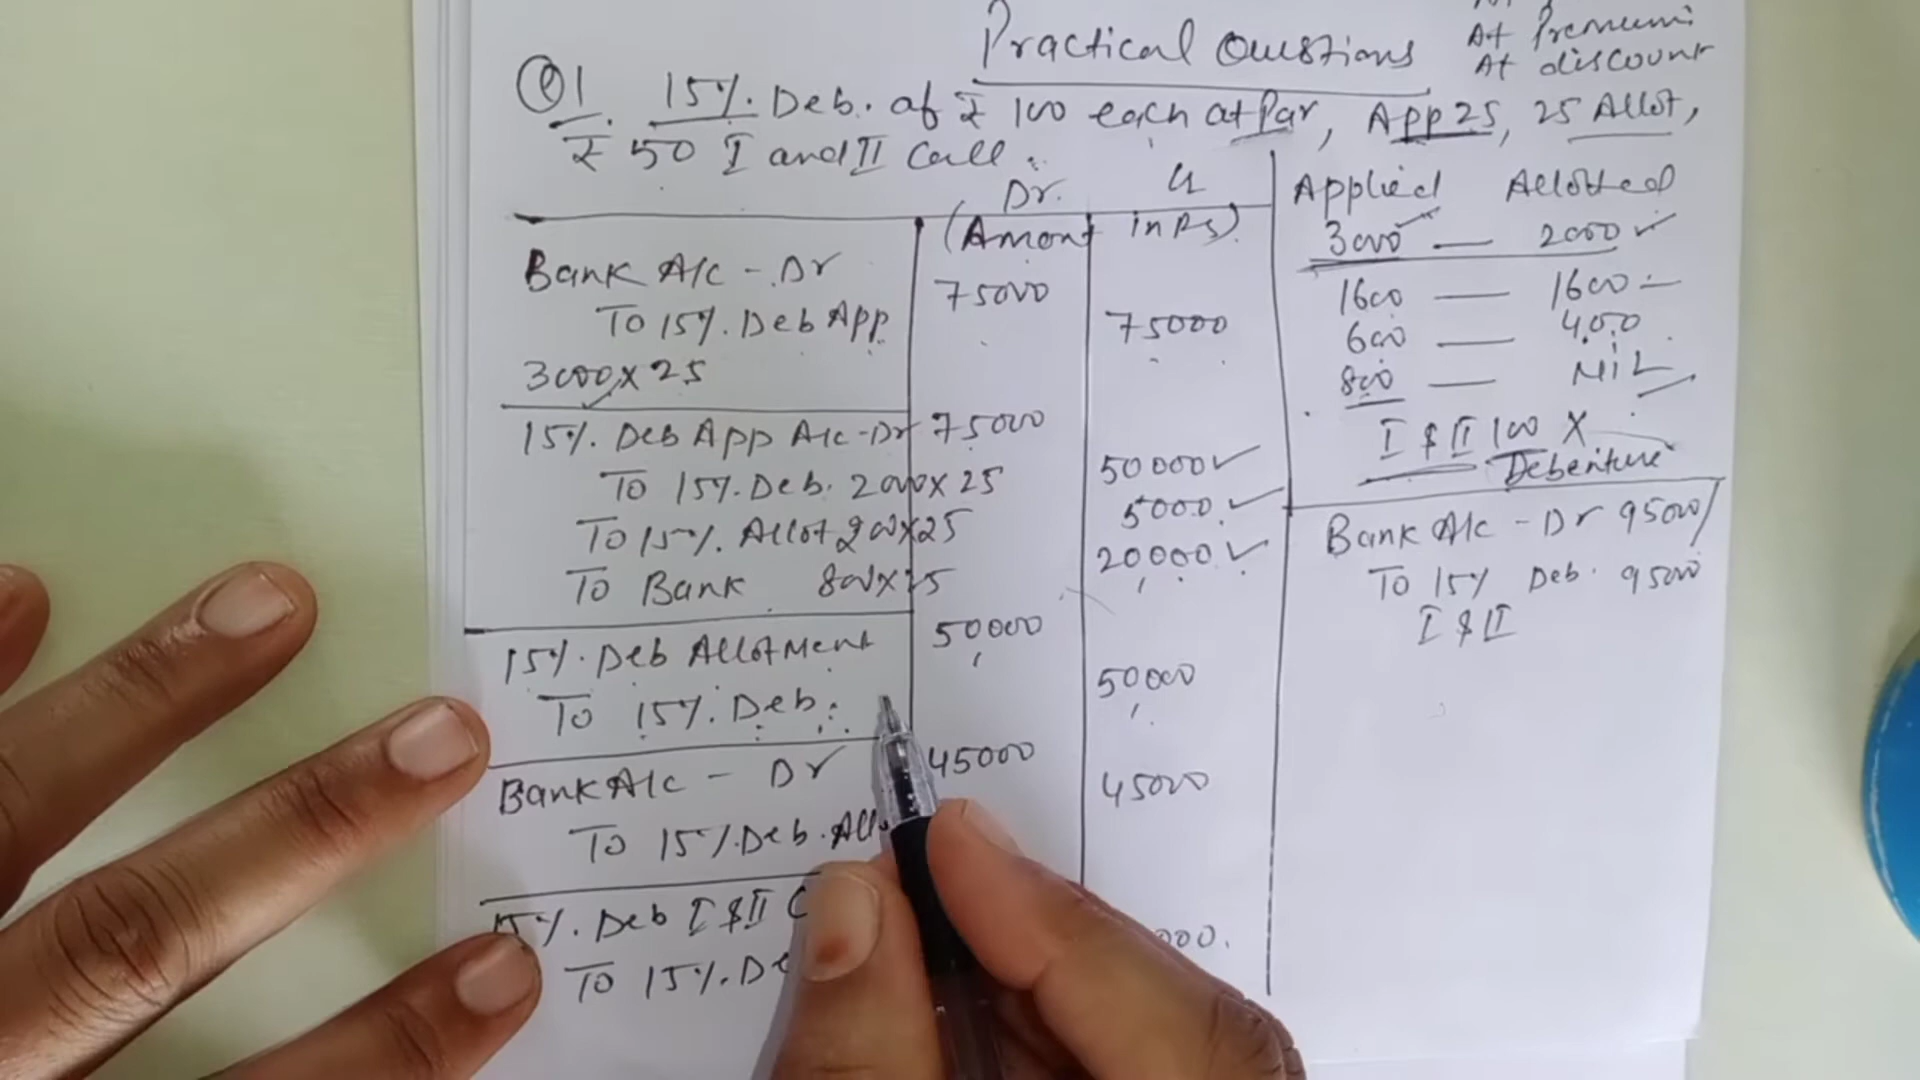 Practical Questions
At Premium
At discount
Q1 15% Deb. of ₹ 100 each at Par, App 25, 25 Allot,
₹ 50 I and II Call.
Dr. Cr
(Amont in Rs)
Bank A/c - Dr 75000
To 15% Deb App 75000
3000 x 25
15% Deb App A/c - Dr 75000
To 15% Deb. 2000 x 25 50000
To 15% Allot 200 x 25 5000
To Bank 800 x 25 20000
15% Deb Allotment 50000
To 15% Deb. 50000
Bank A/c - Dr 45000
To 15% Deb. 45000
15% Deb I & II
To 15%
Applied Allotted
3000 — 2000
1600 — 1600
600 — 400
800 — NIL
I & II 100 X
Debenture
Bank A/c - Dr 95000/
To 15% Deb. 95000
I & II